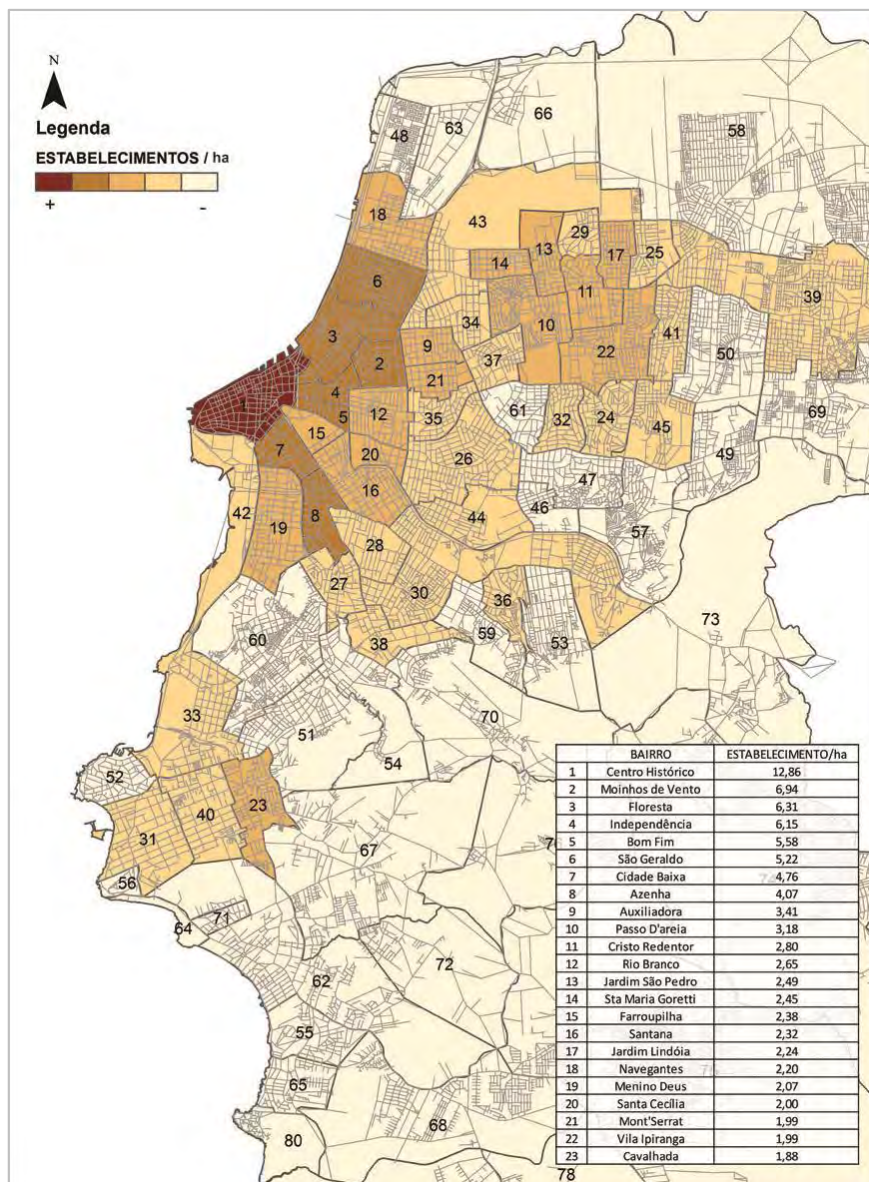 N
Legenda
ESTABELECIMENTOS / ha
+ -
48
63
66
58
18
43
29
13
17
25
14
6
11
39
34
3
10
41
9
22
50
2
37
21
4
1
5
12
61
32
24
69
35
15
45
7
20
26
49
47
16
42
46
8
44
19
57
28
27
30
36
73
59
60
38
53
33
70
51
54
52
23
40
31
67
56
71
64
72
62
55
65
68
80
78
BAIRRO ESTABELECIMENTO/ha
1 Centro Histórico 12,86
2 Moinhos de Vento 6,94
3 Floresta 6,31
4 Independência 6,15
5 Bom Fim 5,58
6 São Geraldo 5,22
7 Cidade Baixa 4,76
8 Azenha 4,07
9 Auxiliadora 3,41
10 Passo D'areia 3,18
11 Cristo Redentor 2,80
12 Rio Branco 2,65
13 Jardim São Pedro 2,49
14 Sta Maria Goretti 2,45
15 Farroupilha 2,38
16 Santana 2,32
17 Jardim Lindóia 2,24
18 Navegantes 2,20
19 Menino Deus 2,07
20 Santa Cecília 2,00
21 Mont'Serrat 1,99
22 Vila Ipiranga 1,99
23 Cavalhada 1,88